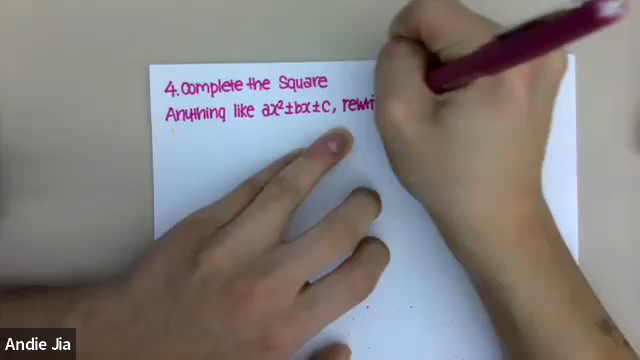 4. Complete the Square
Anything like ax²±bx±c, rewri
Andie Jia